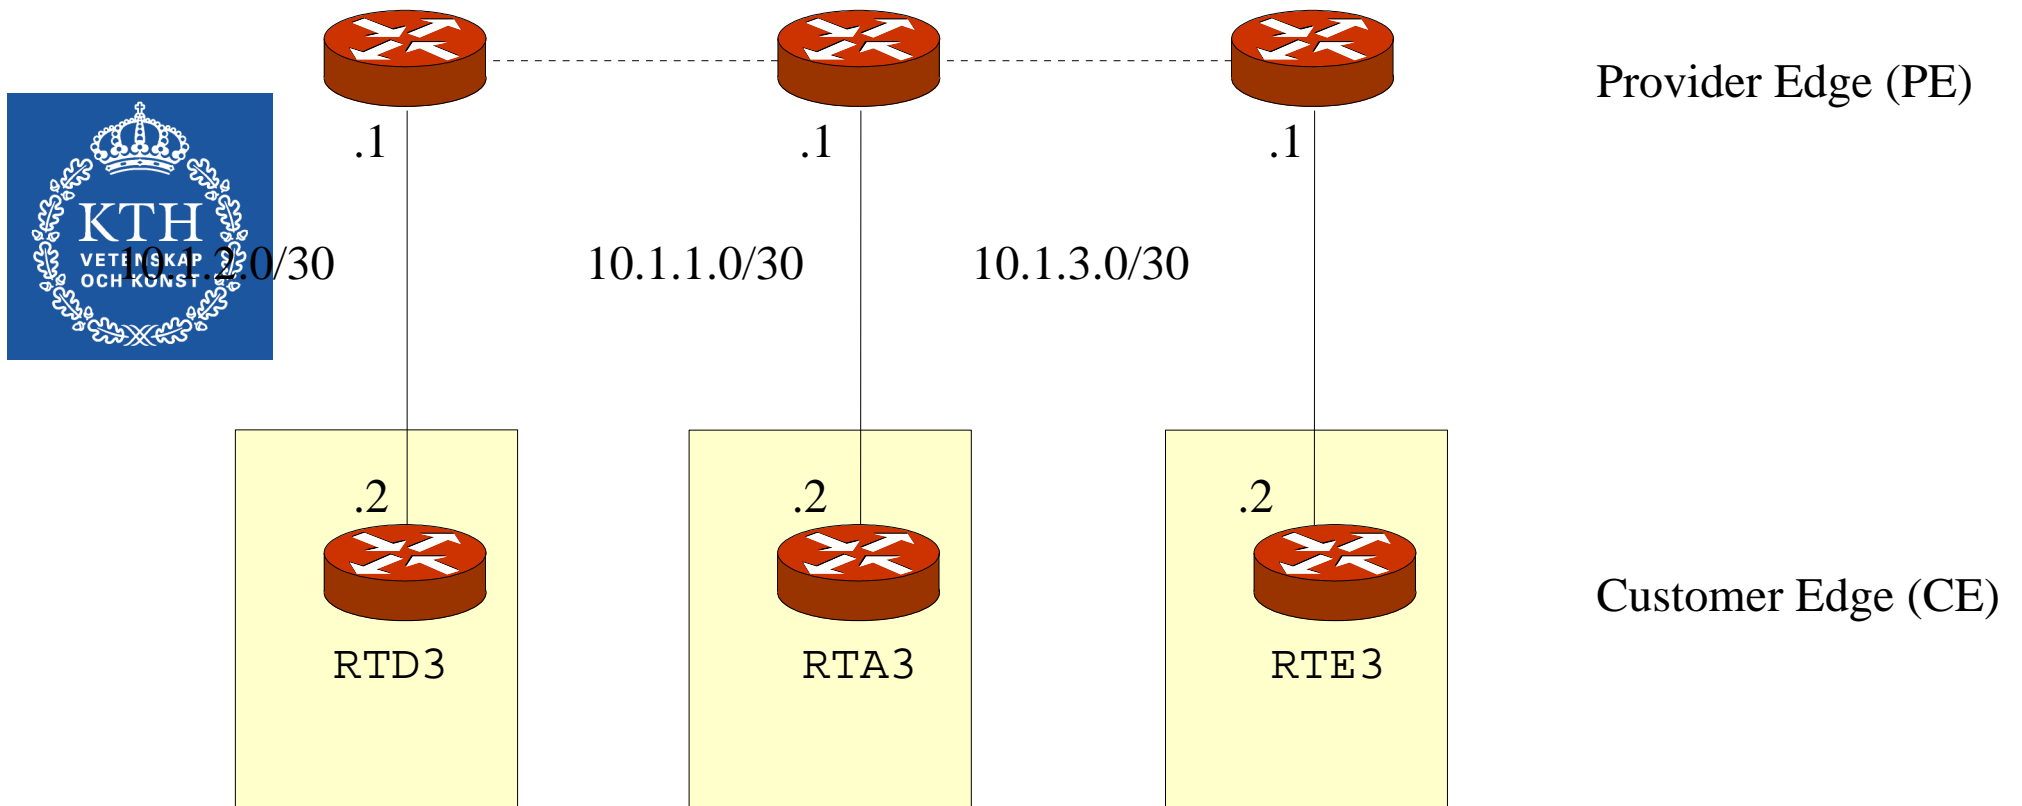 Provider Edge (PE)
.1
.1
.1
KTH
VETENSKAP
OCH KONST
10.1.2.0/30
10.1.1.0/30
10.1.3.0/30
.2
.2
.2
Customer Edge (CE)
RTD3
RTA3
RTE3